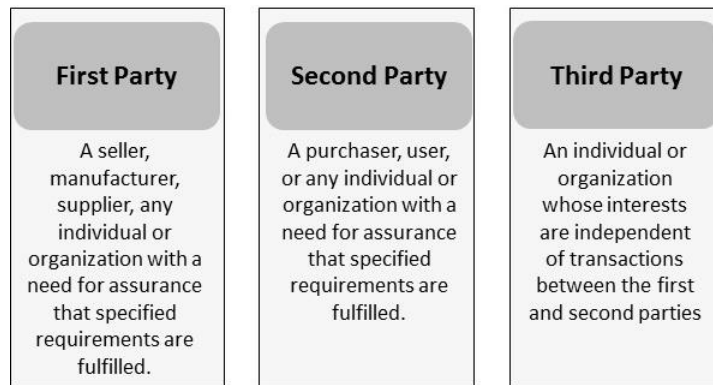 First Party
A seller,
manufacturer,
supplier, any
individual or
organization with a
need for assurance
that specified
requirements are
fulfilled.
Second Party
A purchaser, user,
or any individual or
organization with a
need for assurance
that specified
requirements are
fulfilled.
Third Party
An individual or
organization
whose interests
are independent
of transactions
between the first
and second parties